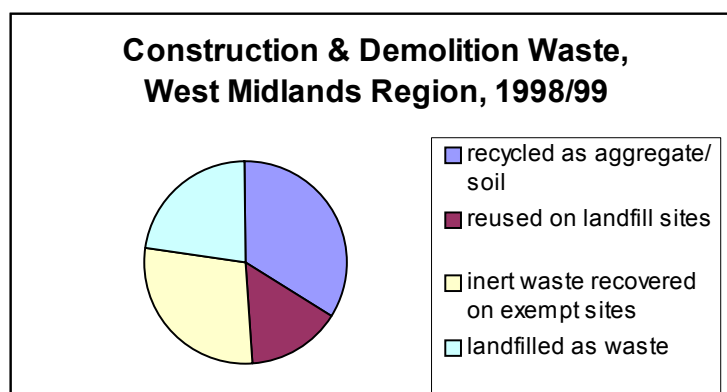 Construction & Demolition Waste,
West Midlands Region, 1998/99
recycled as aggregate/
soil
reused on landfill sites
inert waste recovered
on exempt sites
landfilled as waste